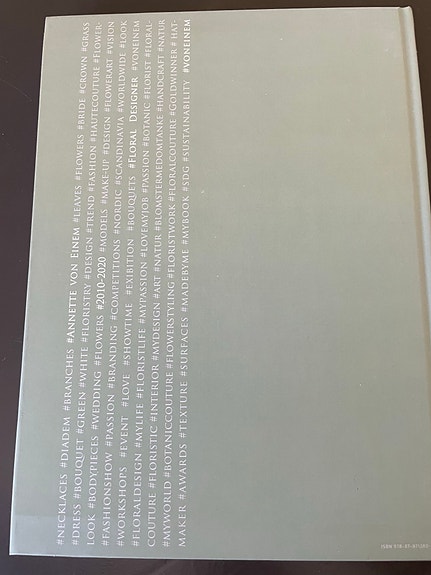 #NECKLACES #DIADEM #BRANCHES #ANNETTE VON EINEM #LEAVES #FLOWERS #BRIDE #CROWN #GRASS
#DRESS #BOUQUET #GREEN #WHITE #FLORISTRY #DESIGN #TREND #FASHION #HAUTECOUTURE #FLOWER-
LOOK #BODYPIECES #WEDDING #FLOWERS #2010-2020 #MODELS #MAKE-UP #DESIGN #FLOWERART #VISION
#FASHIONSHOW #PASSION #BRANDING #COMPETITIONS #NORDIC #SCANDINAVIA #WORLDWIDE #LOOK
#WORKSHOPS #EVENT #LOVE #SHOWTIME #EXIBITION #BOUQUETS #FLORAL DESIGNER #VONEINEM
#FLORALDESIGN #MYLIFE #FLORISTLIFE #MYPASSION #LOVEMYJOB #PASSION #BOTANIC #FLORIST #FLORAL-
COUTURE #FLORISTIC #INTERIOR #MYDESIGN #ART #NATUR #BLOMSTERMEDOMTANKE #HANDCRAFT #NATUR
#MYWORLD #BOTANICCOUTURE #FLOWERSTYLING #FLORISTWORK #FLORALCOUTURE #GOLDWINNER #HAT-
MAKER #AWARDS #TEXTURE #SURFACES #MADEBYME #MYBOOK #SDG #SUSTAINABILITY #VONEINEM
ISBN